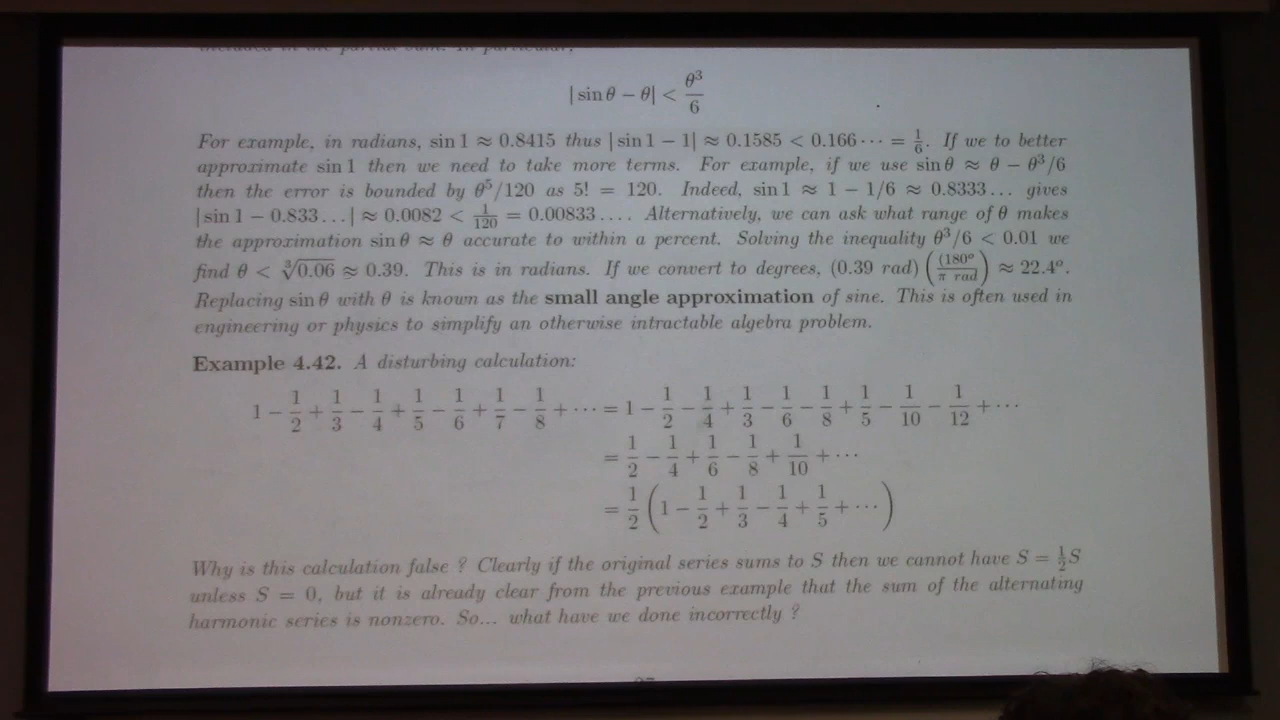 included in the partial sum. In particular,
|sin θ − θ| < θ³/6
For example, in radians, sin 1 ≈ 0.8415 thus |sin 1 − 1| ≈ 0.1585 < 0.166 ⋯ = 1/6. If we to better
approximate sin 1 then we need to take more terms. For example, if we use sin θ ≈ θ − θ³/6
then the error is bounded by θ⁵/120 as 5! = 120. Indeed, sin 1 ≈ 1 − 1/6 ≈ 0.8333… gives
|sin 1 − 0.833…| ≈ 0.0082 < 1/120 = 0.00833…. Alternatively, we can ask what range of θ makes
the approximation sin θ ≈ θ accurate to within a percent. Solving the inequality θ³/6 < 0.01 we
find θ < ∛0.06 ≈ 0.39. This is in radians. If we convert to degrees, (0.39 rad) ((180° / π rad) ≈ 22.4°.
Replacing sin θ with θ is known as the small angle approximation of sine. This is often used in
engineering or physics to simplify an otherwise intractable algebra problem.
Example 4.42. A disturbing calculation:
1 − 1/2 + 1/3 − 1/4 + 1/5 − 1/6 + 1/7 − 1/8 + ⋯ = 1 − 1/2 − 1/4 + 1/3 − 1/6 − 1/8 + 1/5 − 1/10 − 1/12 + ⋯
= 1/2 − 1/4 + 1/6 − 1/8 + 1/10 + ⋯
= 1/2 (1 − 1/2 + 1/3 − 1/4 + 1/5 + ⋯)
Why is this calculation false ? Clearly if the original series sums to S then we cannot have S = 1/2 S
unless S = 0, but it is already clear from the previous example that the sum of the alternating
harmonic series is nonzero. So... what have we done incorrectly ?